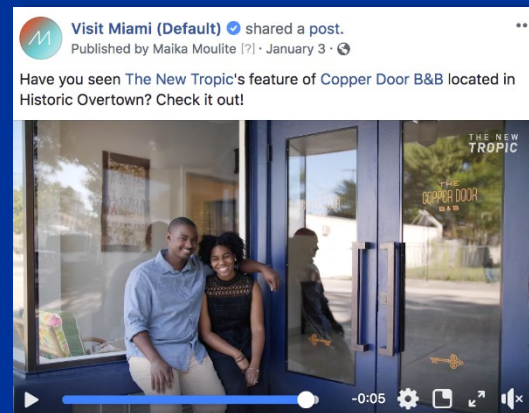 Visit Miami (Default) shared a post.
Published by Maika Moulite [?] · January 3 ·
Have you seen The New Tropic's feature of Copper Door B&B located in
Historic Overtown? Check it out!
THE NEW
TROPIC
THE
COPPER DOOR
B&B
-0:05